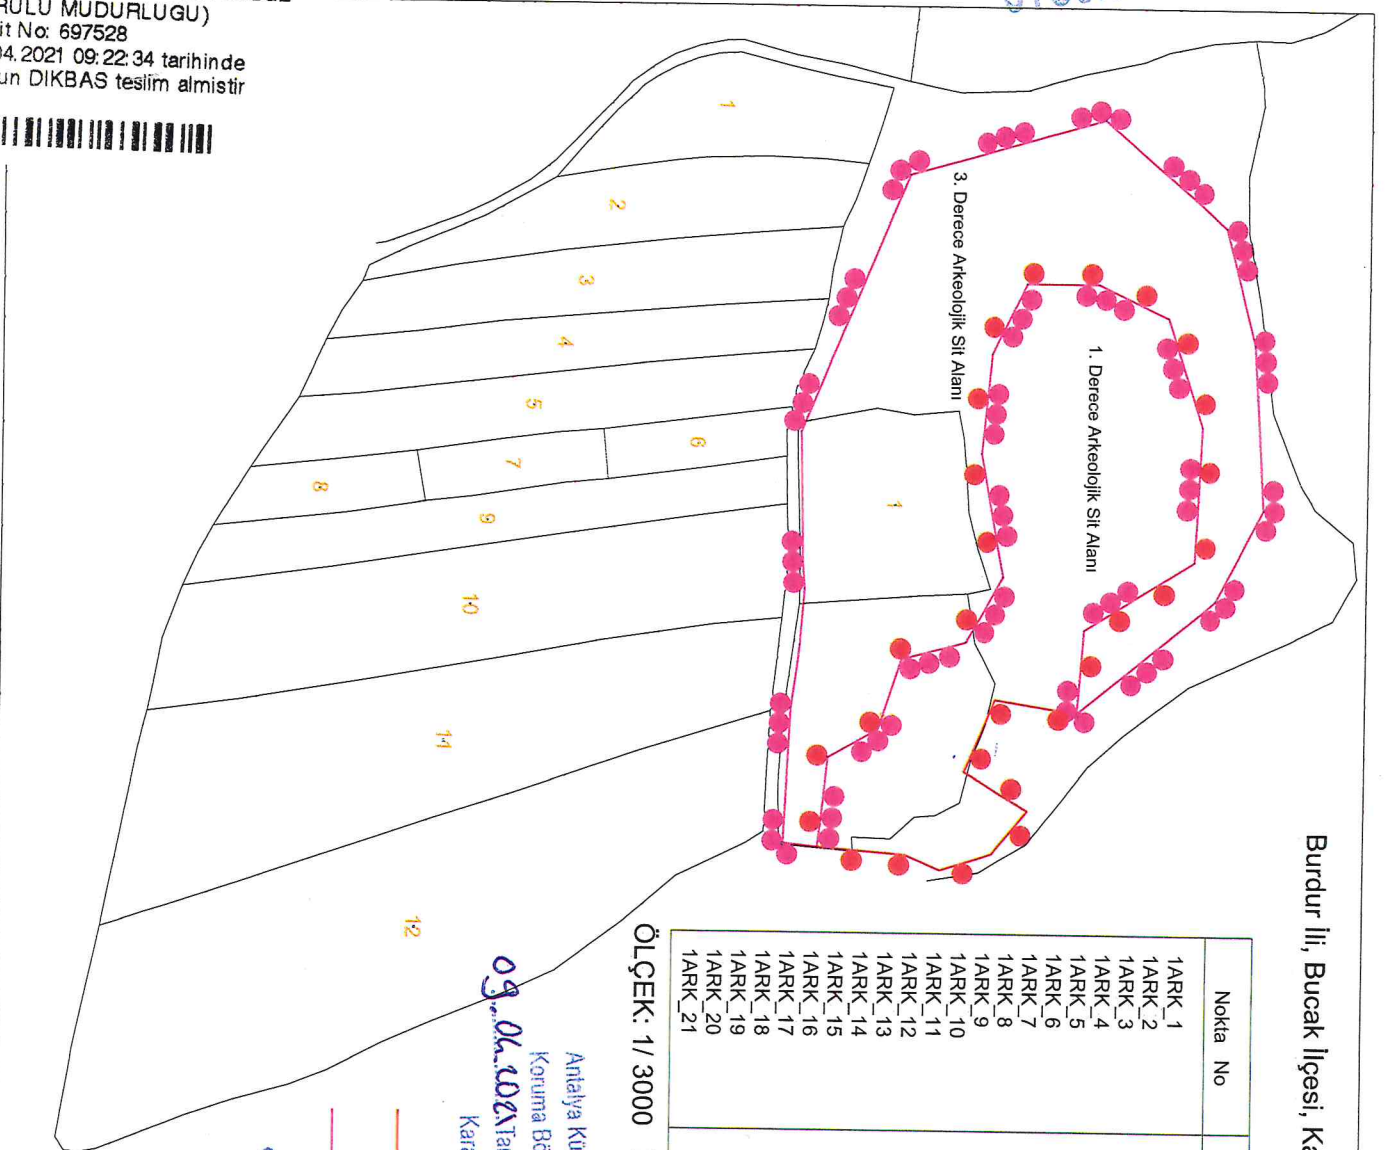 it No: 697528
04.2021 09:22:34 tarihinde
un DIKBAS teslim almistir
Burdur İli, Bucak İlçesi, Ka
3. Derece Arkeolojik Sit Alanı
1. Derece Arkeolojik Sit Alanı
1
2
3
4
5
6
7
8
9
10
11
12
1
Nokta No
1ARK_1
1ARK_2
1ARK_3
1ARK_4
1ARK_5
1ARK_6
1ARK_7
1ARK_8
1ARK_9
1ARK_10
1ARK_11
1ARK_12
1ARK_13
1ARK_14
1ARK_15
1ARK_16
1ARK_17
1ARK_18
1ARK_19
1ARK_20
1ARK_21
ÖLÇEK: 1/ 3000
Antalya Kü
Koruma Bö
09.04.2021 Ta
Kara